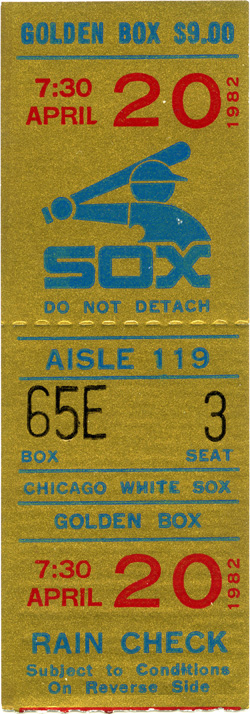 GOLDEN BOX $9.00
7:30
APRIL 20 1982
SOX
DO NOT DETACH
AISLE 119
65E 3
BOX SEAT
CHICAGO WHITE SOX
GOLDEN BOX
7:30
APRIL 20 1982
RAIN CHECK
Subject to Conditions
On Reverse Side